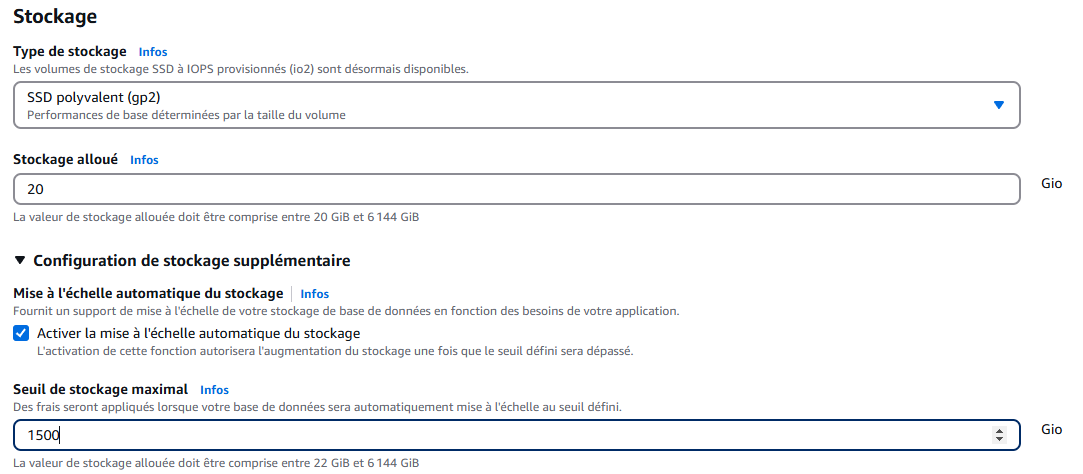 Stockage
Type de stockage Infos
Les volumes de stockage SSD à IOPS provisionnés (io2) sont désormais disponibles.
SSD polyvalent (gp2)
Performances de base déterminées par la taille du volume
Stockage alloué Infos
20 Gio
La valeur de stockage allouée doit être comprise entre 20 GiB et 6 144 GiB
Configuration de stockage supplémentaire
Mise à l'échelle automatique du stockage Infos
Fournit un support de mise à l'échelle de votre stockage de base de données en fonction des besoins de votre application.
Activer la mise à l'échelle automatique du stockage
L'activation de cette fonction autorisera l'augmentation du stockage une fois que le seuil défini sera dépassé.
Seuil de stockage maximal Infos
Des frais seront appliqués lorsque votre base de données sera automatiquement mise à l'échelle au seuil défini.
1500 Gio
La valeur de stockage allouée doit être comprise entre 22 GiB et 6 144 GiB